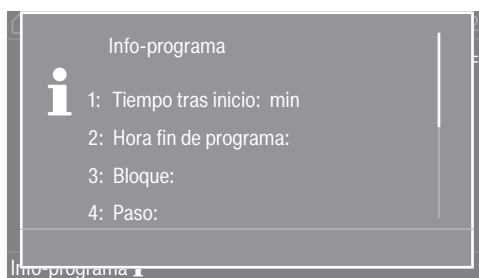 Info-programa
1: Tiempo tras inicio: min
2: Hora fin de programa:
3: Bloque:
4: Paso:
Info-programa